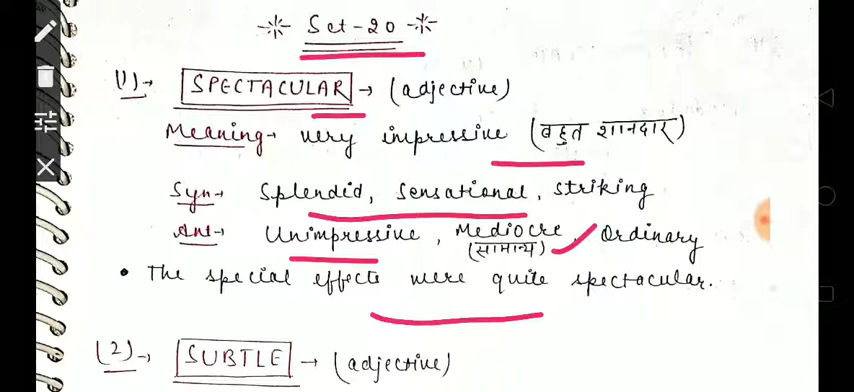 Set-20
(1)→ SPECTACULAR → (adjective)
Meaning→ very impressive (बहुत शानदार)
Syn→ Splendid, Sensational, Striking
Ant→ Unimpressive, Mediocre, Ordinary
(सामान्य)
• The special effects were quite spectacular.
(2)→ SUBTLE → (adjective)